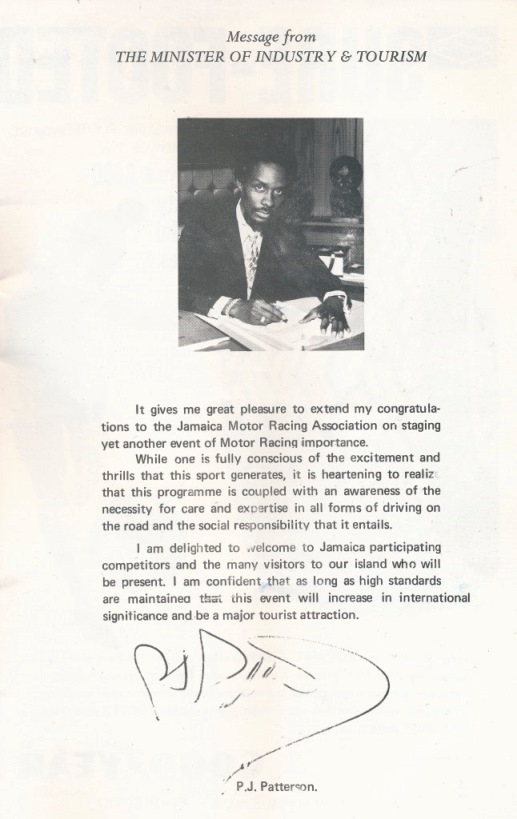 Message from
THE MINISTER OF INDUSTRY & TOURISM
It gives me great pleasure to extend my congratula-
tions to the Jamaica Motor Racing Association on staging
yet another event of Motor Racing importance.
While one is fully conscious of the excitement and
thrills that this sport generates, it is heartening to realize
that this programme is coupled with an awareness of the
necessity for care and expertise in all forms of driving on
the road and the social responsibility that it entails.
I am delighted to welcome to Jamaica participating
competitors and the many visitors to our island who will
be present. I am confident that as long as high standards
are maintained that this event will increase in international
significance and be a major tourist attraction.
P.J. Patterson.